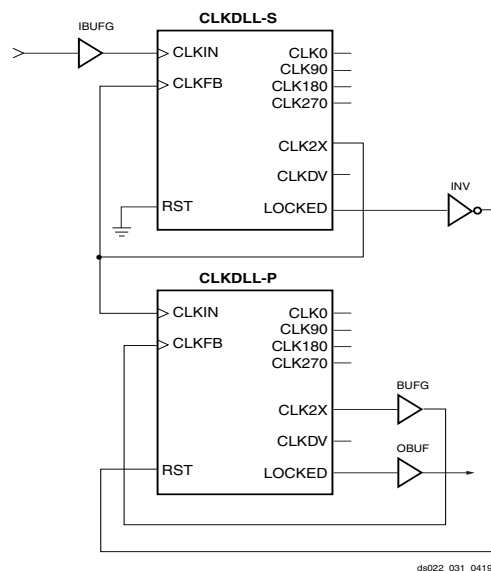 CLKDLL-S
IBUFG
CLKIN
CLKFB
RST
CLK0
CLK90
CLK180
CLK270
CLK2X
CLKDV
LOCKED
INV
CLKDLL-P
CLKIN
CLKFB
RST
CLK0
CLK90
CLK180
CLK270
CLK2X
CLKDV
LOCKED
BUFG
OBUF
ds022_031_0419